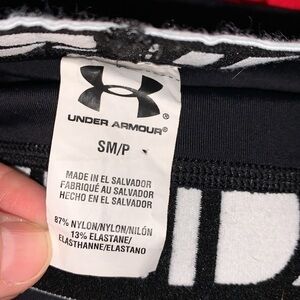 UNDER ARMOUR®
SM/P
MADE IN EL SALVADOR
FABRIQUÉ AU SALVADOR
HECHO EN EL SALVADOR
87% NYLON/NYLON/NILÓN
13% ELASTANE/
ELASTHANNE/ELASTANO